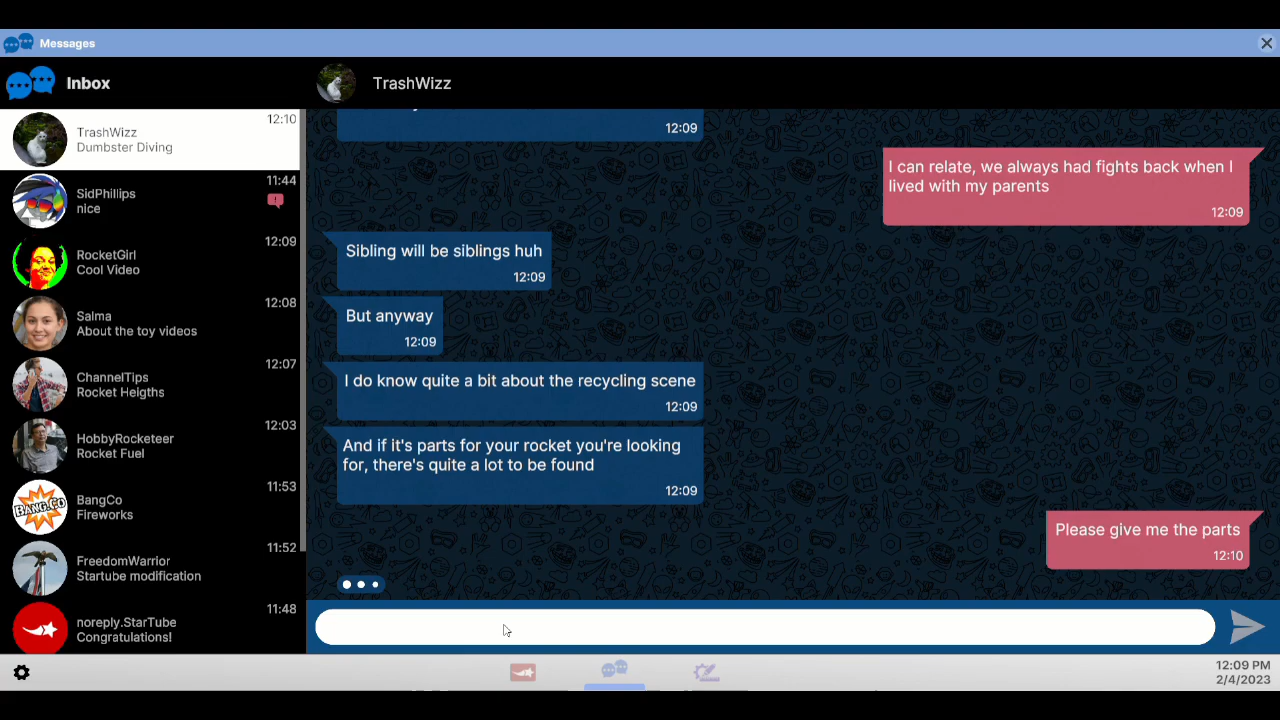 Messages
Inbox
TrashWizz
12:10
TrashWizz
Dumbster Diving
11:44
SidPhillips
nice
12:09
RocketGirl
Cool Video
12:08
Salma
About the toy videos
12:07
ChannelTips
Rocket Heigths
12:03
HobbyRocketeer
Rocket Fuel
11:53
BangCo
Fireworks
BANG.CO
11:52
FreedomWarrior
Startube modification
11:48
noreply.StarTube
Congratulations!
12:09
I can relate, we always had fights back when I
lived with my parents
12:09
Sibling will be siblings huh
12:09
But anyway
12:09
I do know quite a bit about the recycling scene
12:09
And if it's parts for your rocket you're looking
for, there's quite a lot to be found
12:09
Please give me the parts
12:10
12:09 PM
2/4/2023